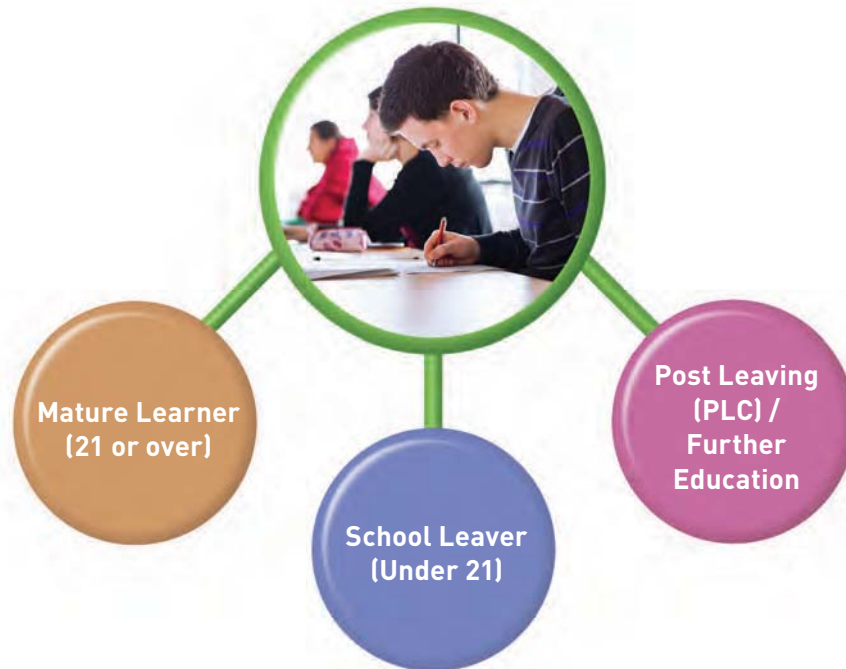 Mature Learner
(21 or over)
School Leaver
(Under 21)
Post Leaving
(PLC) /
Further
Education